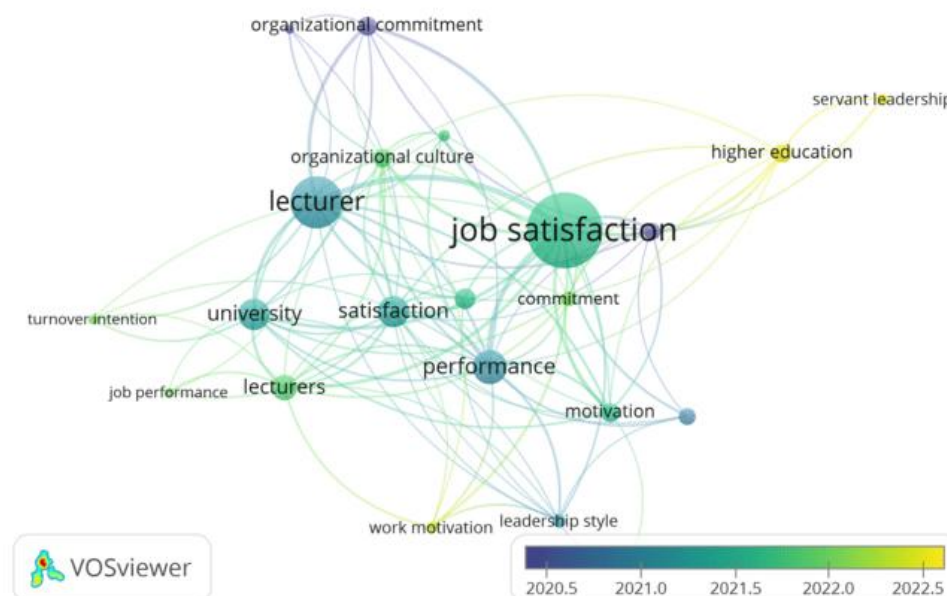 organizational commitment
servant leadership
higher education
organizational culture
lecturer
job satisfaction
commitment
turnover intention
university
satisfaction
performance
job performance
lecturers
motivation
work motivation
leadership style
VOSviewer
2020.5 2021.0 2021.5 2022.0 2022.5